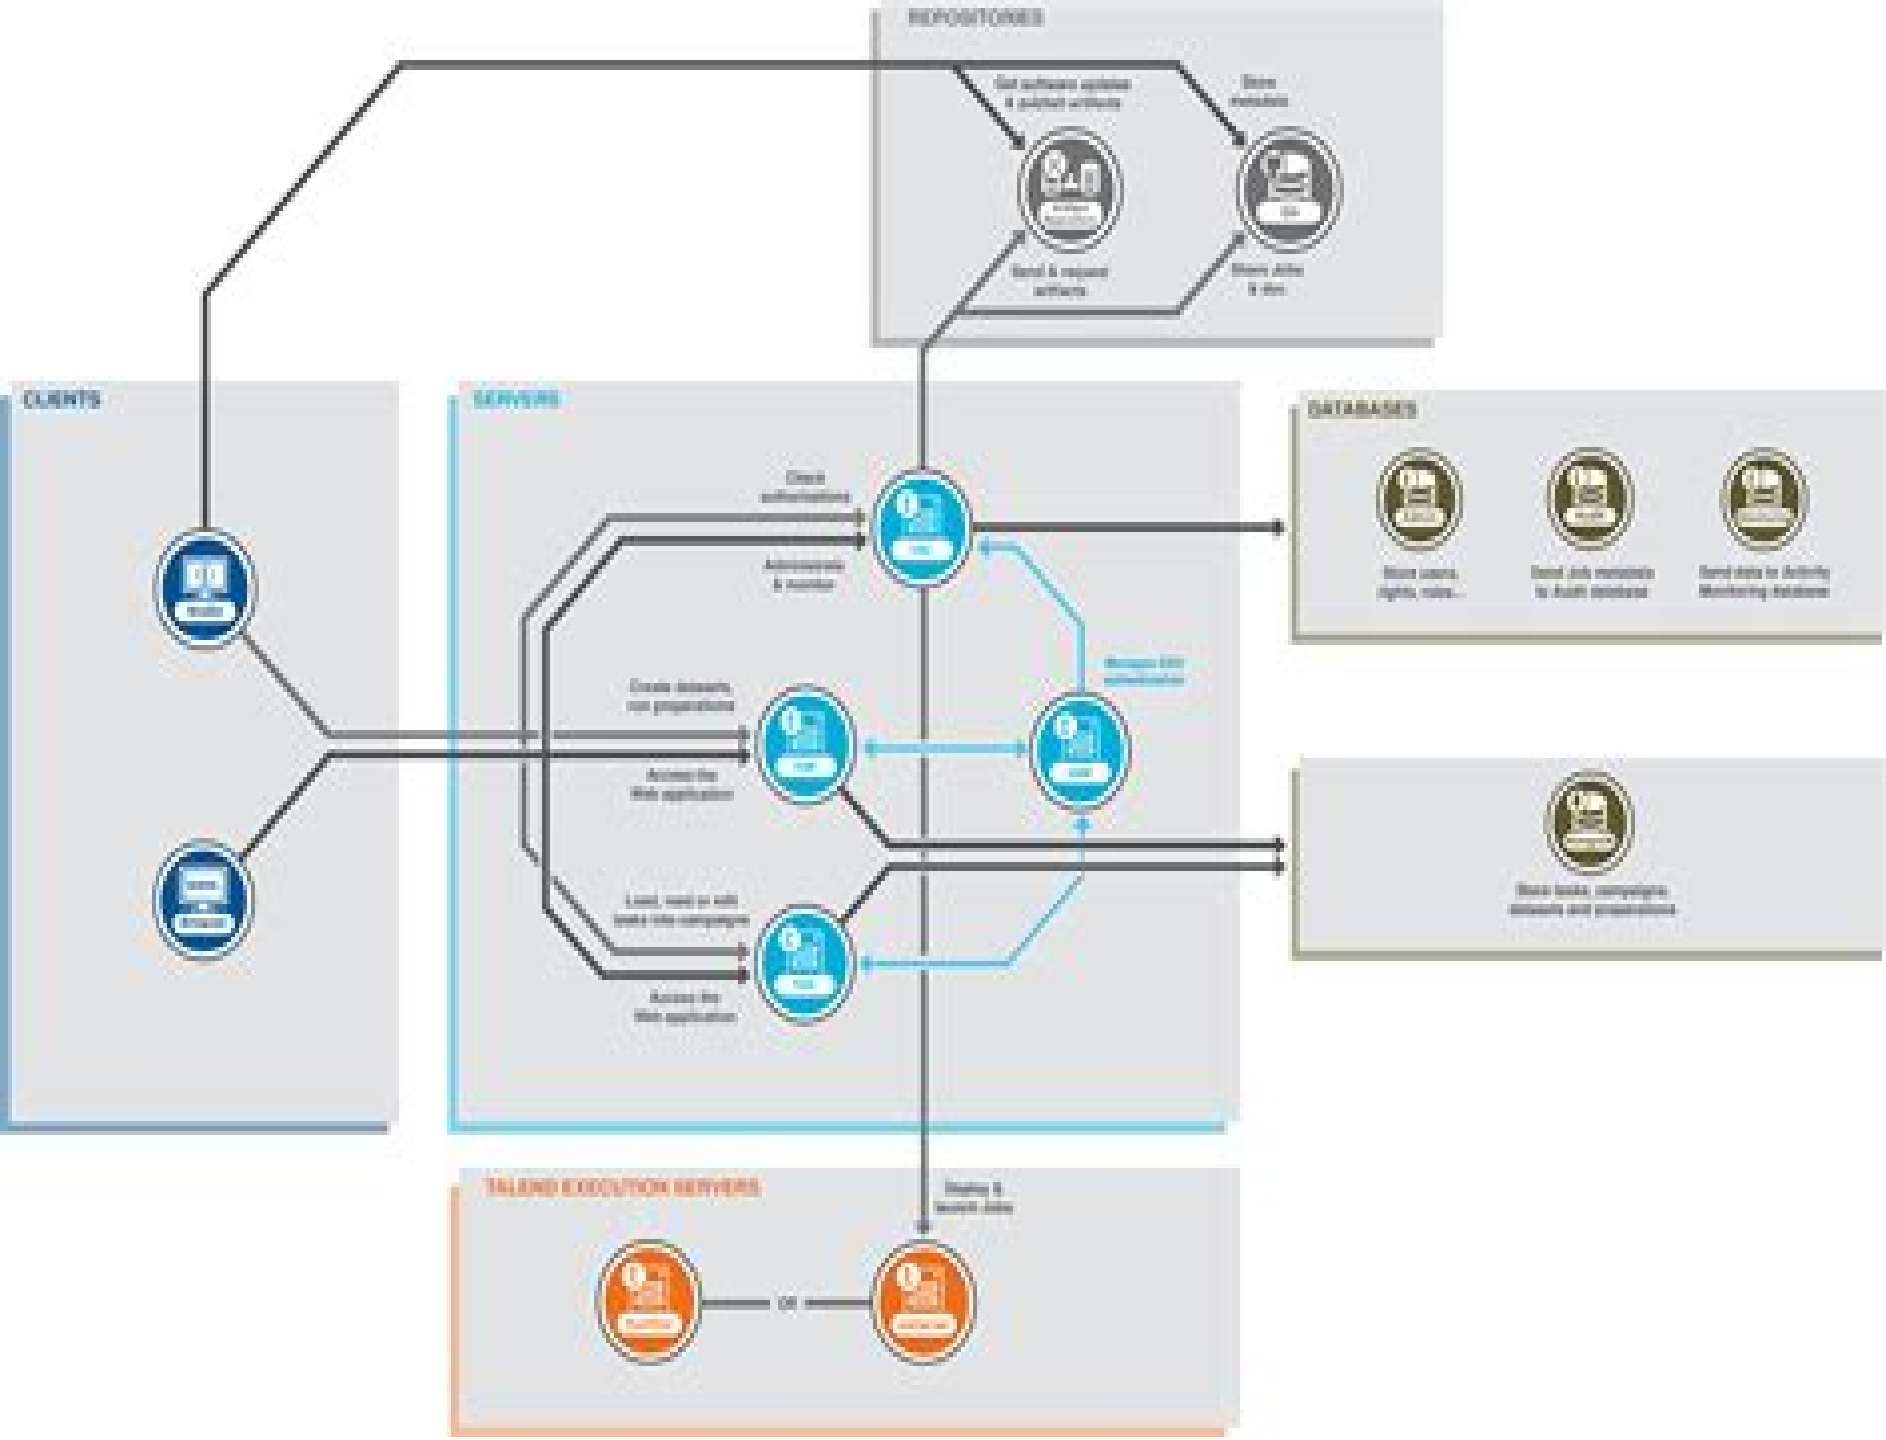 REPOSITORIES
Get software updates
& publish artifacts
Store
metadata
Send & request
artifacts
Share Jobs
& doc
CLIENTS
SERVERS
DATABASES
Check
authorizations
Administrate
& monitor
Store users,
rights, roles...
Send Job metadata
to Audit database
Send data to Activity
Monitoring database
Studio
Manages SSO
authentication
Create datasets,
run preparations
Access the
Web application
Browser
Load, read or edit
tasks into campaigns
Access the
Web application
Store tasks, campaigns,
datasets and preparations
TALEND EXECUTION SERVERS
Deploy &
launch Jobs
OR